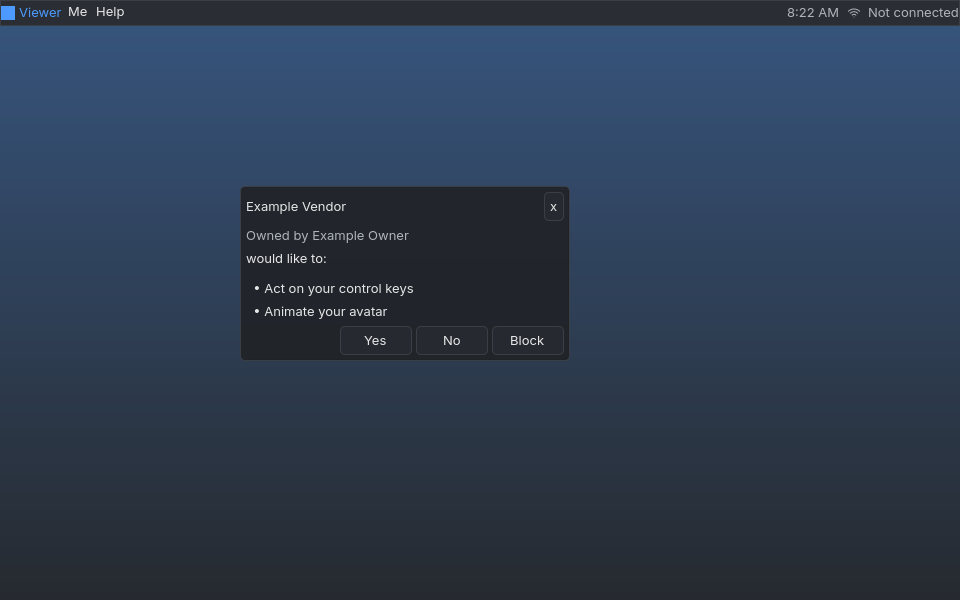 Viewer Me Help 8:22 AM Not connected
Example Vendor x
Owned by Example Owner
would like to:
• Act on your control keys
• Animate your avatar
Yes No Block